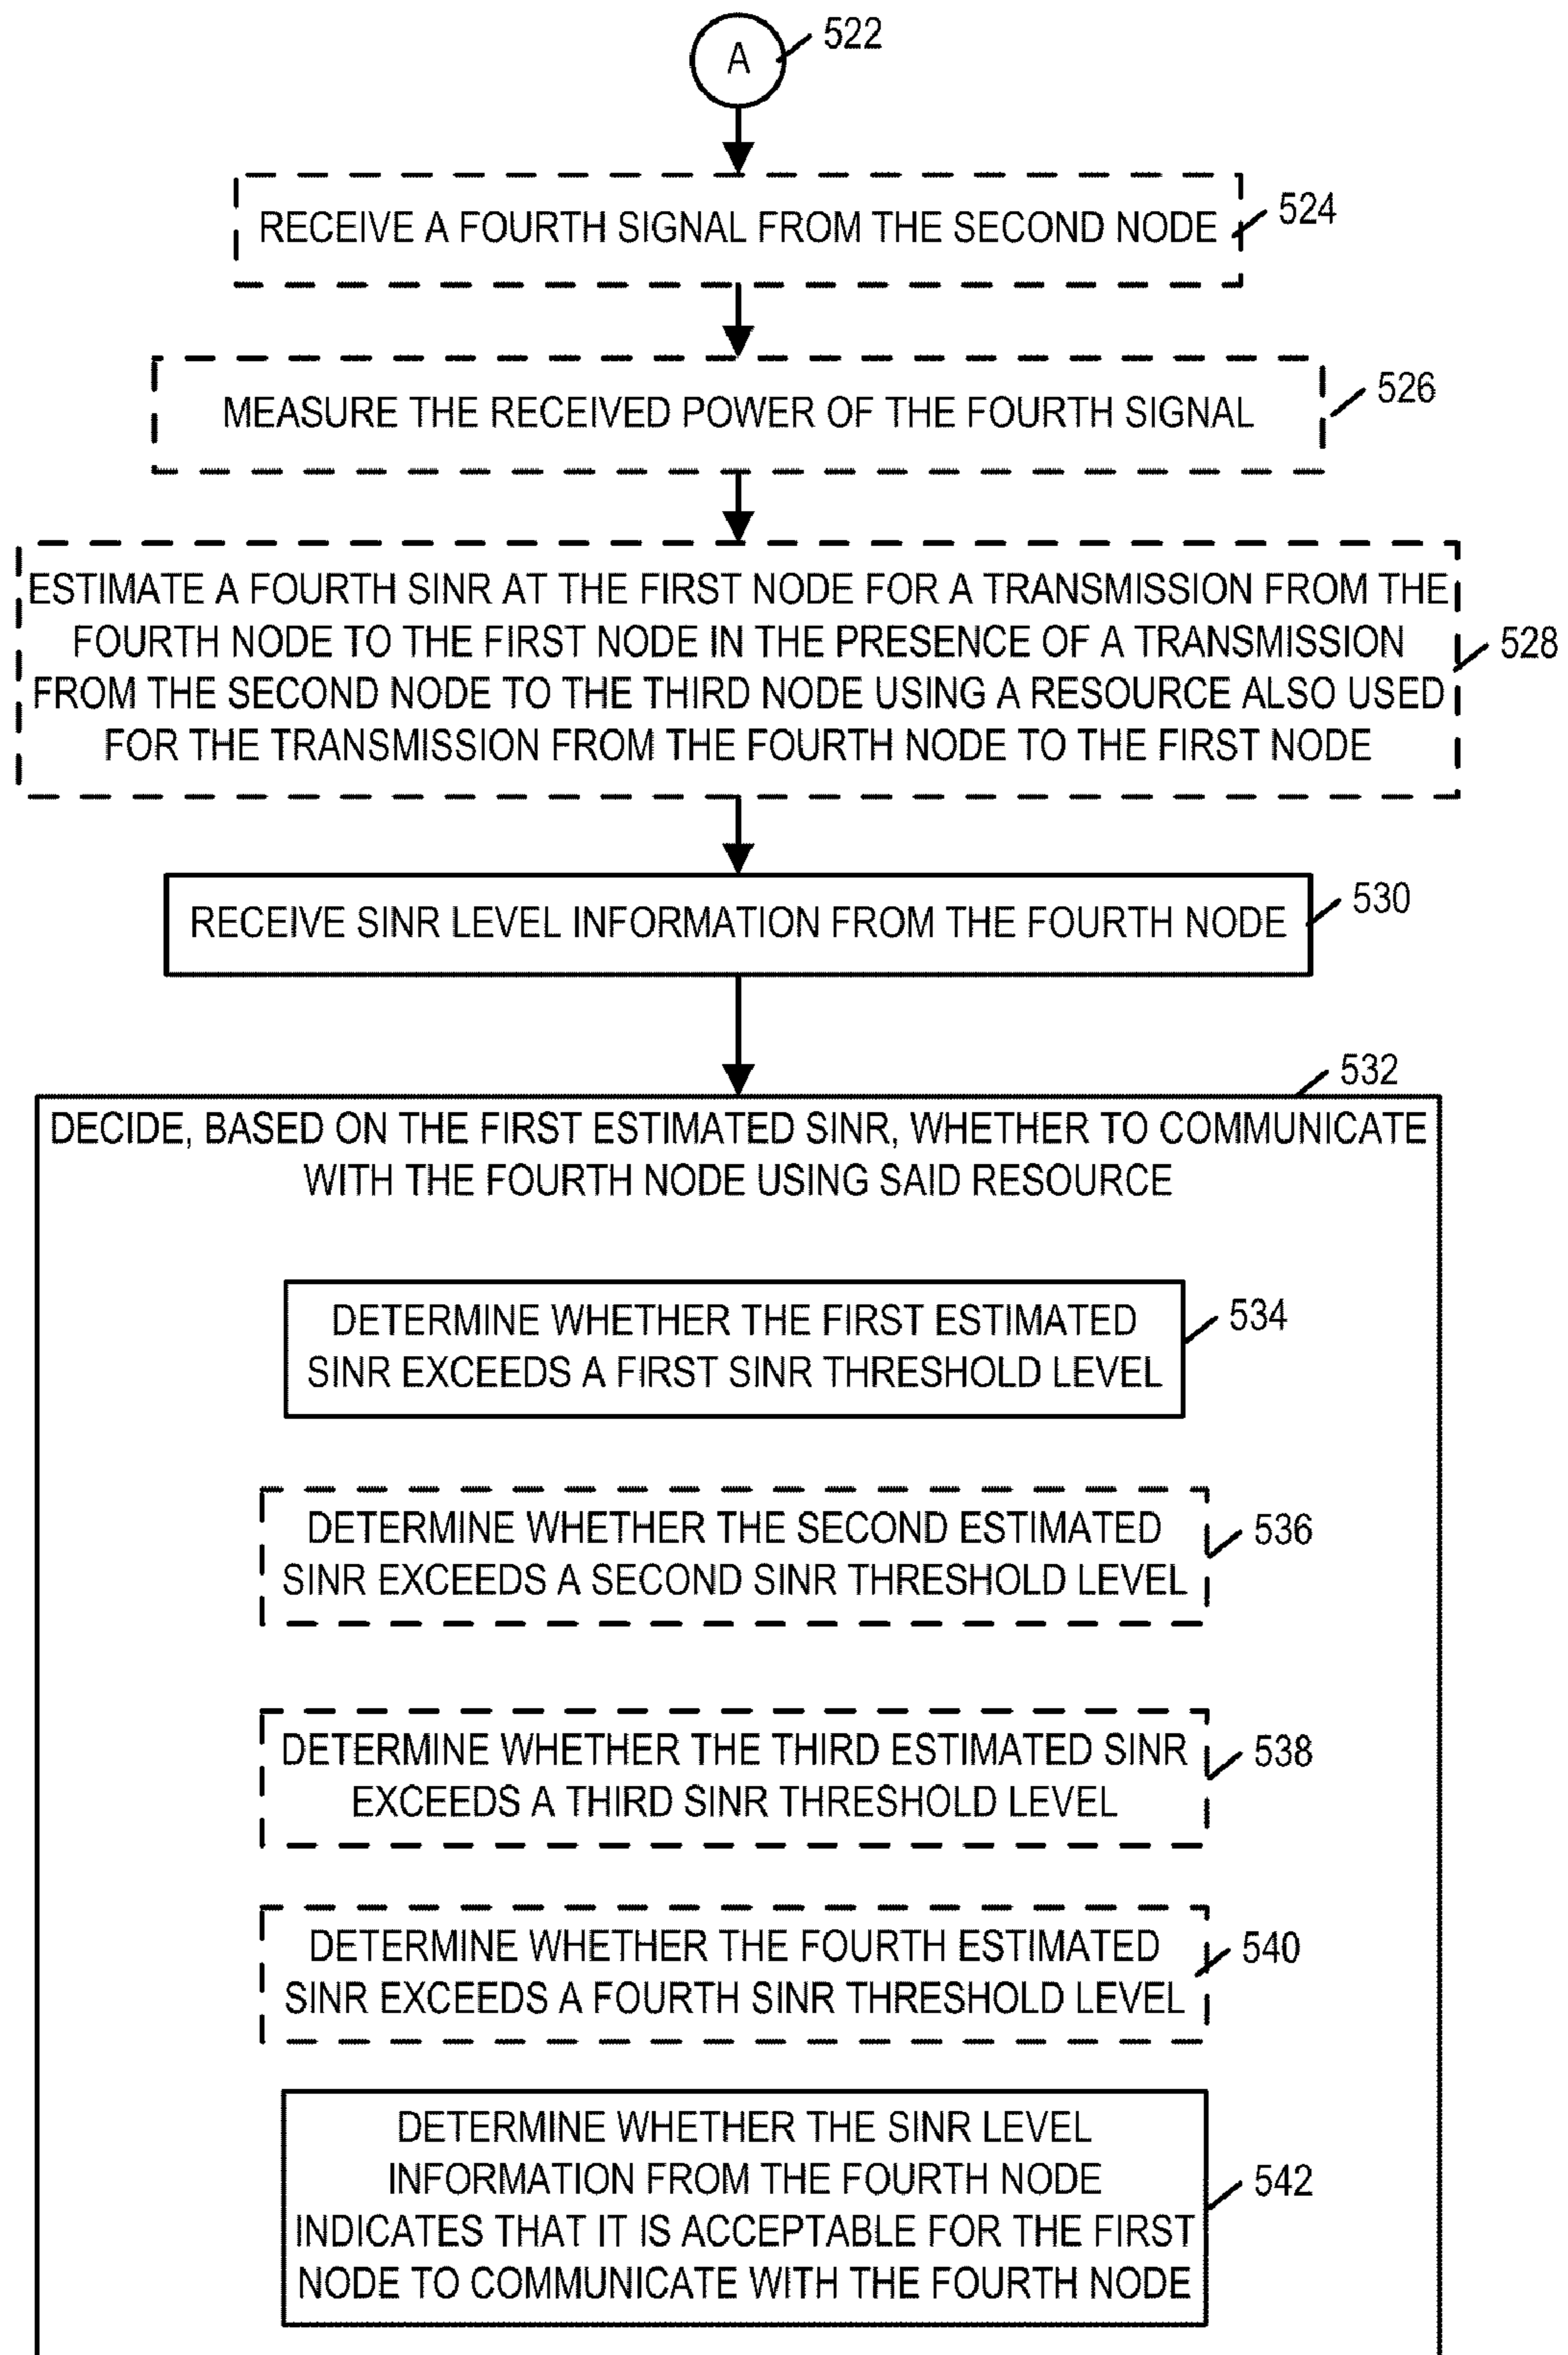 A
522
RECEIVE A FOURTH SIGNAL FROM THE SECOND NODE
524
MEASURE THE RECEIVED POWER OF THE FOURTH SIGNAL
526
ESTIMATE A FOURTH SINR AT THE FIRST NODE FOR A TRANSMISSION FROM THE
FOURTH NODE TO THE FIRST NODE IN THE PRESENCE OF A TRANSMISSION
FROM THE SECOND NODE TO THE THIRD NODE USING A RESOURCE ALSO USED
FOR THE TRANSMISSION FROM THE FOURTH NODE TO THE FIRST NODE
528
RECEIVE SINR LEVEL INFORMATION FROM THE FOURTH NODE
530
532
DECIDE, BASED ON THE FIRST ESTIMATED SINR, WHETHER TO COMMUNICATE
WITH THE FOURTH NODE USING SAID RESOURCE
DETERMINE WHETHER THE FIRST ESTIMATED
SINR EXCEEDS A FIRST SINR THRESHOLD LEVEL
534
DETERMINE WHETHER THE SECOND ESTIMATED
SINR EXCEEDS A SECOND SINR THRESHOLD LEVEL
536
DETERMINE WHETHER THE THIRD ESTIMATED SINR
EXCEEDS A THIRD SINR THRESHOLD LEVEL
538
DETERMINE WHETHER THE FOURTH ESTIMATED
SINR EXCEEDS A FOURTH SINR THRESHOLD LEVEL
540
DETERMINE WHETHER THE SINR LEVEL
INFORMATION FROM THE FOURTH NODE
INDICATES THAT IT IS ACCEPTABLE FOR THE FIRST
NODE TO COMMUNICATE WITH THE FOURTH NODE
542